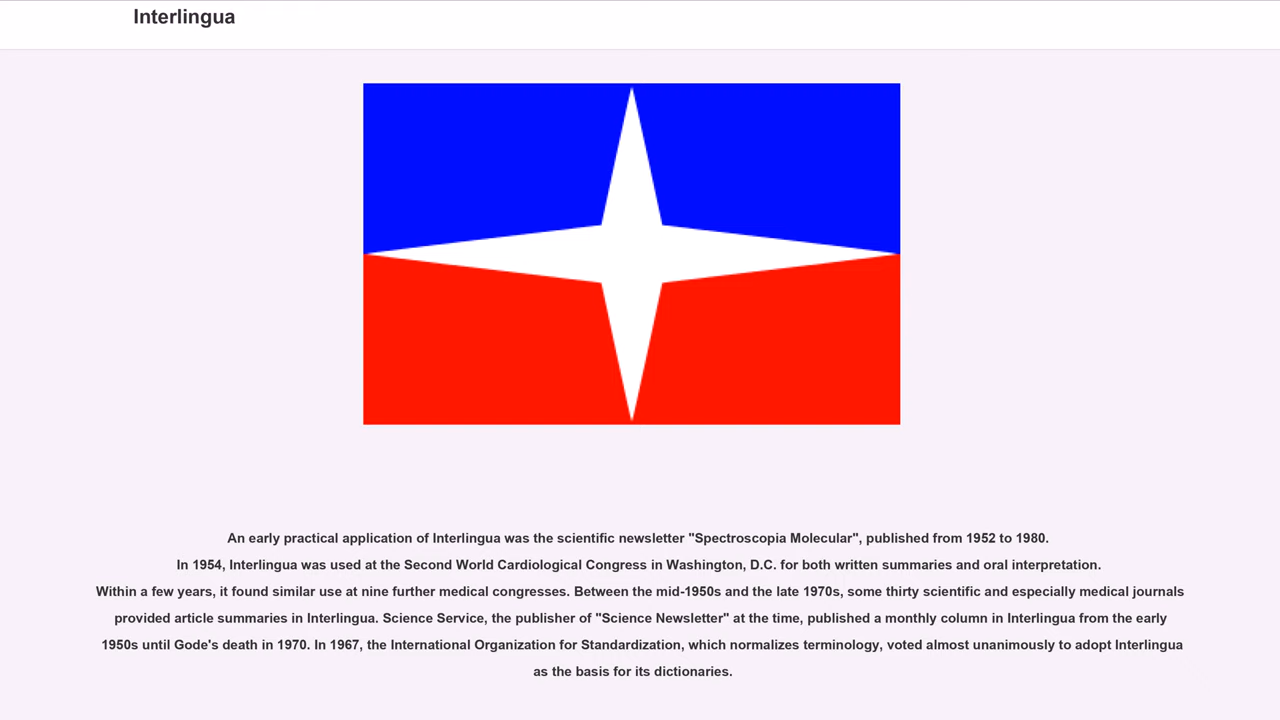 Interlingua
An early practical application of Interlingua was the scientific newsletter "Spectroscopia Molecular", published from 1952 to 1980.
In 1954, Interlingua was used at the Second World Cardiological Congress in Washington, D.C. for both written summaries and oral interpretation.
Within a few years, it found similar use at nine further medical congresses. Between the mid-1950s and the late 1970s, some thirty scientific and especially medical journals
provided article summaries in Interlingua. Science Service, the publisher of "Science Newsletter" at the time, published a monthly column in Interlingua from the early
1950s until Gode's death in 1970. In 1967, the International Organization for Standardization, which normalizes terminology, voted almost unanimously to adopt Interlingua
as the basis for its dictionaries.